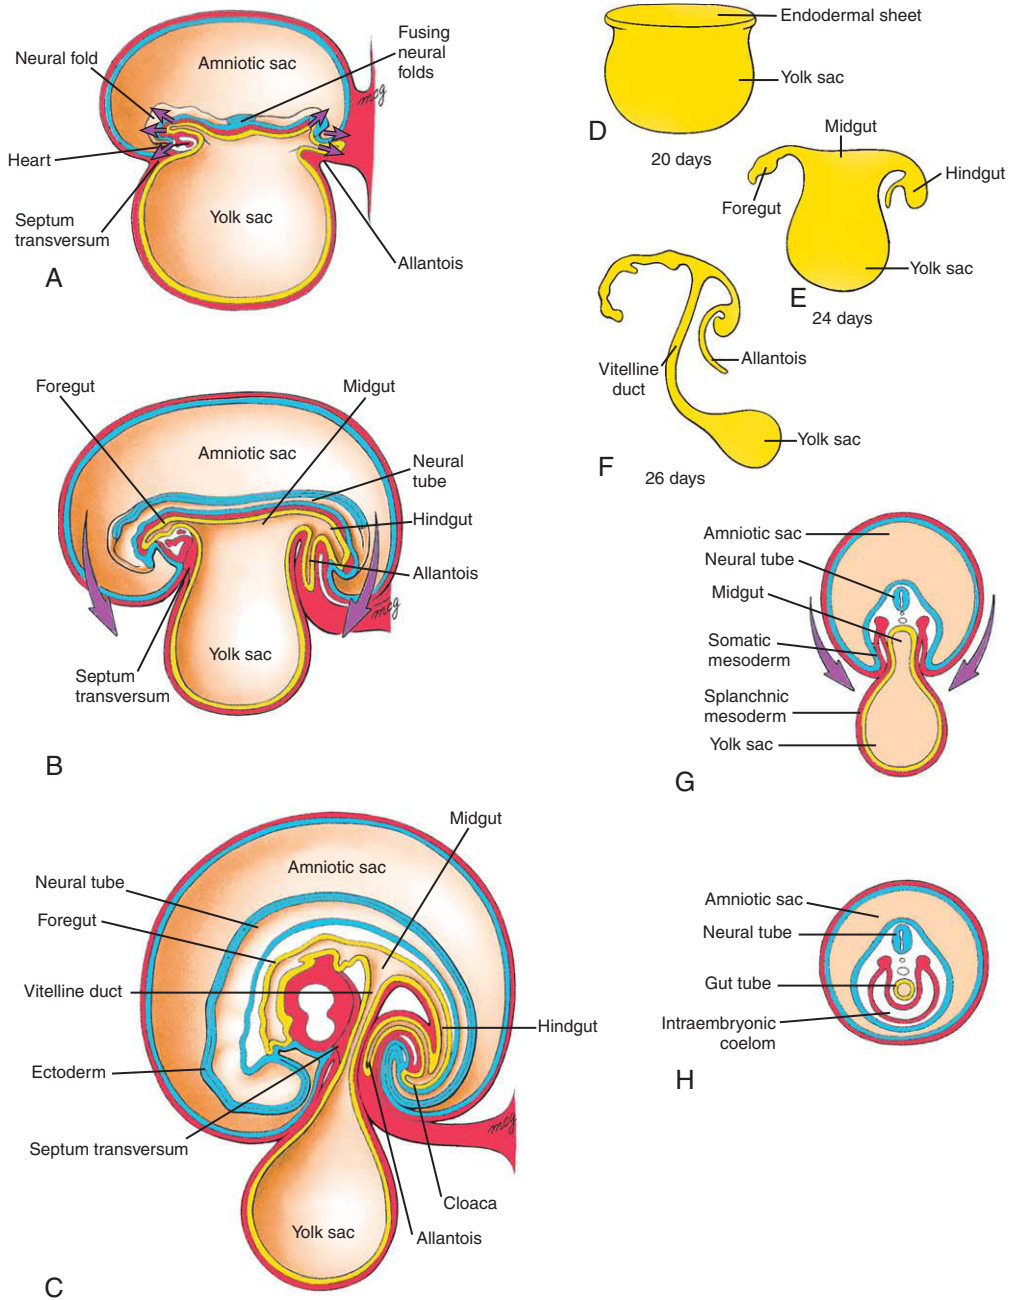 Neural fold
Amniotic sac
Fusing
neural
folds
mcg
Heart
Septum
transversum
Yolk sac
Allantois
A
Endodermal sheet
Yolk sac
D
20 days
Midgut
Hindgut
Foregut
Yolk sac
E
24 days
Vitelline
duct
Allantois
Yolk sac
F
26 days
Foregut
Midgut
Amniotic sac
Neural
tube
Hindgut
Allantois
mcg
Septum
transversum
Yolk sac
B
Amniotic sac
Neural tube
Midgut
Somatic
mesoderm
Splanchnic
mesoderm
Yolk sac
G
Midgut
Amniotic sac
Neural tube
Foregut
Vitelline duct
Hindgut
Ectoderm
Septum transversum
mcg
Cloaca
Allantois
Yolk sac
C
Amniotic sac
Neural tube
Gut tube
Intraembryonic
coelom
H